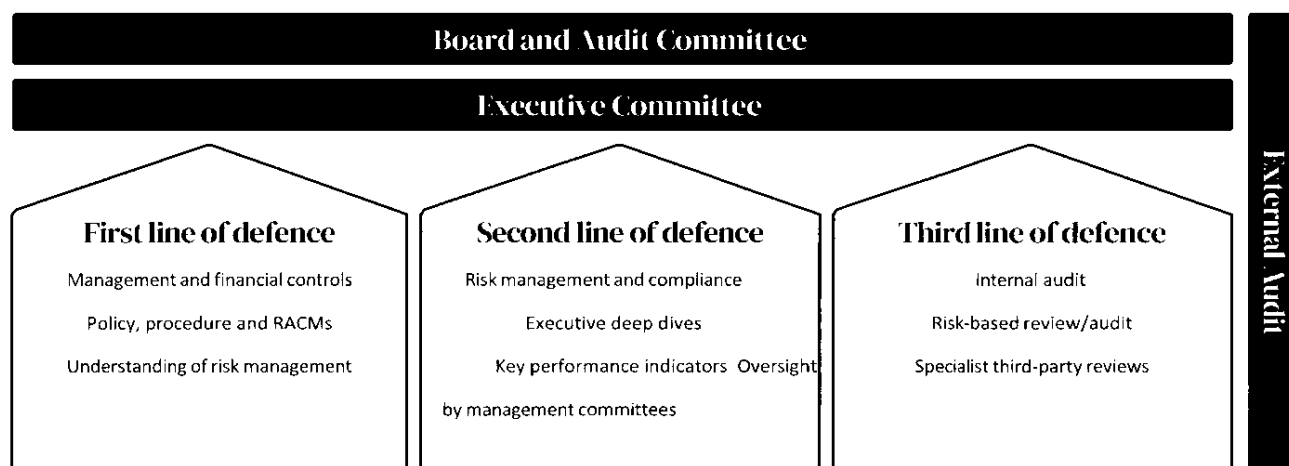 Board and Audit Committee
Executive Committee
First line of defence
Management and financial controls
Policy, procedure and RACMs
Understanding of risk management
Second line of defence
Risk management and compliance
Executive deep dives
Key performance indicators Oversight
by management committees
Third line of defence
Internal audit
Risk-based review/audit
Specialist third-party reviews
External Audit